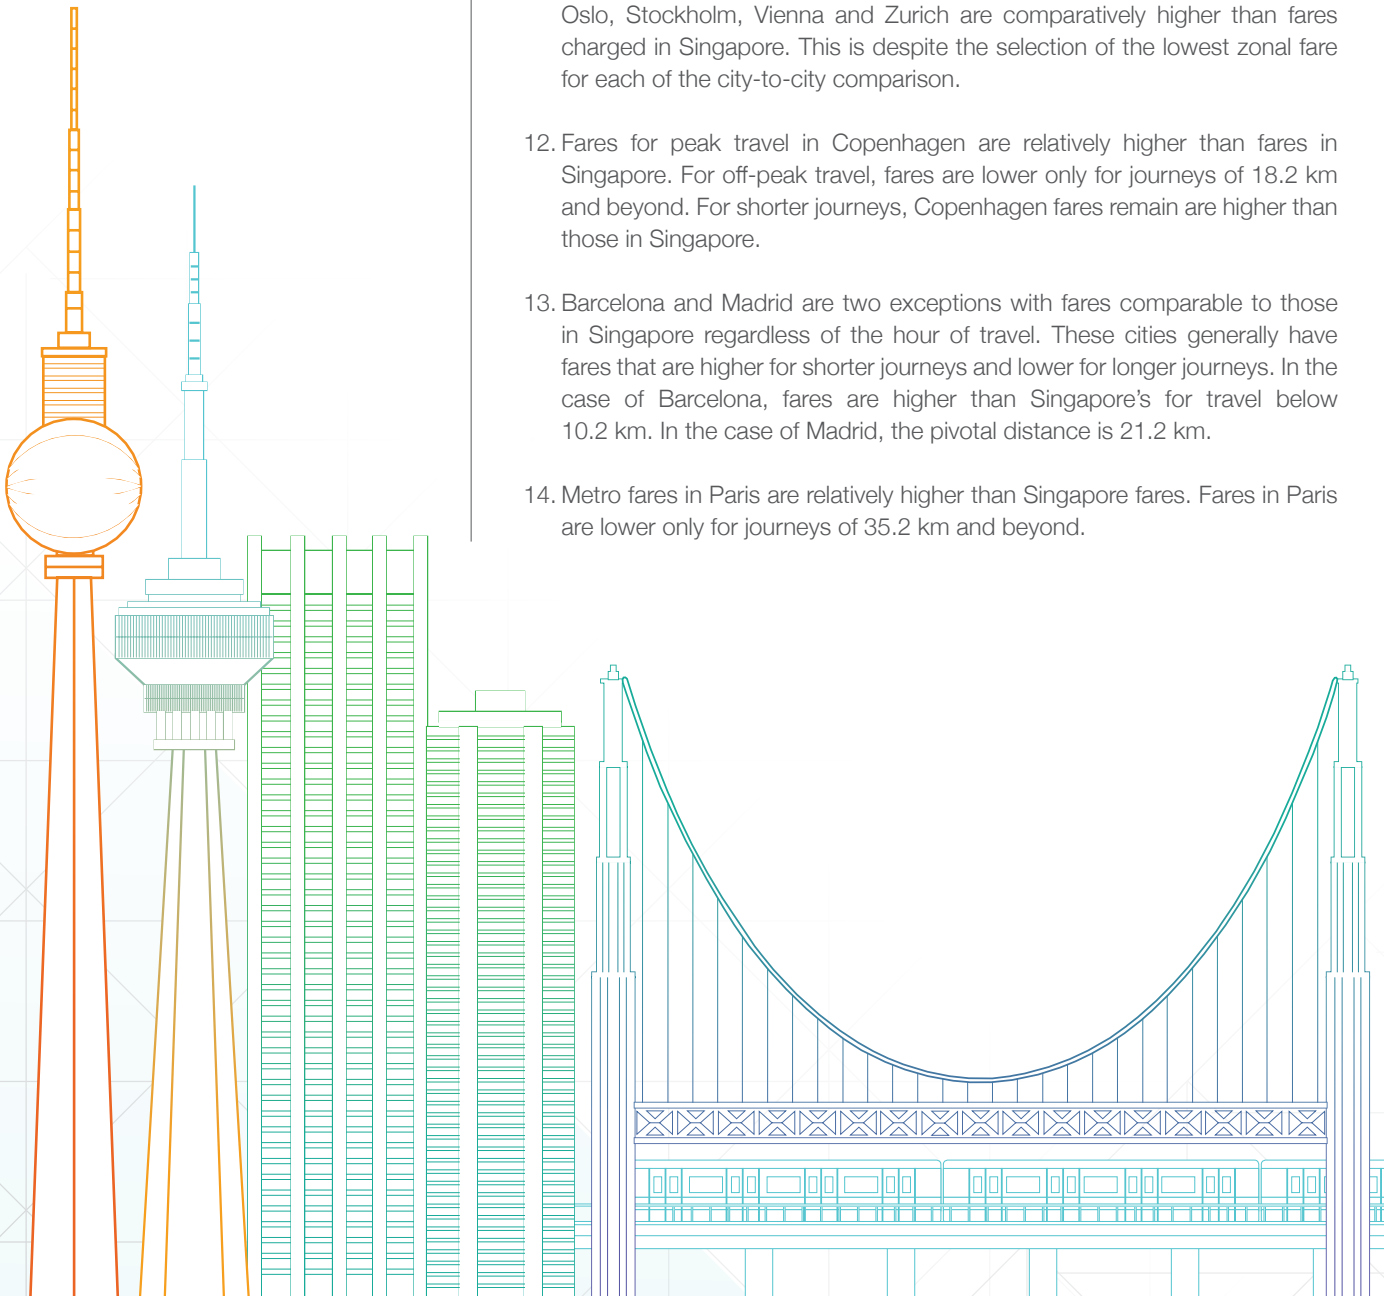 Oslo, Stockholm, Vienna and Zurich are comparatively higher than fares
charged in Singapore. This is despite the selection of the lowest zonal fare
for each of the city-to-city comparison.
12. Fares for peak travel in Copenhagen are relatively higher than fares in
Singapore. For off-peak travel, fares are lower only for journeys of 18.2 km
and beyond. For shorter journeys, Copenhagen fares remain are higher than
those in Singapore.
13. Barcelona and Madrid are two exceptions with fares comparable to those
in Singapore regardless of the hour of travel. These cities generally have
fares that are higher for shorter journeys and lower for longer journeys. In the
case of Barcelona, fares are higher than Singapore’s for travel below
10.2 km. In the case of Madrid, the pivotal distance is 21.2 km.
14. Metro fares in Paris are relatively higher than Singapore fares. Fares in Paris
are lower only for journeys of 35.2 km and beyond.